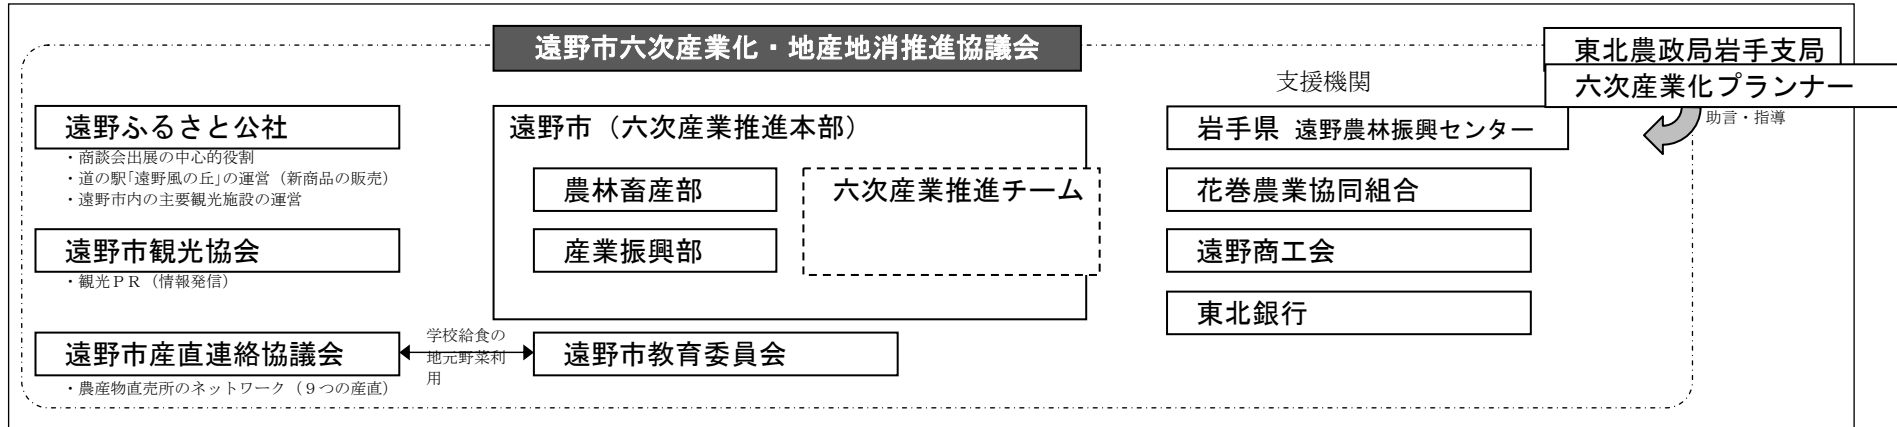 遠野市六次産業化・地産地消推進協議会
東北農政局岩手支局
六次産業化プランナー
助言・指導
支援機関
遠野ふるさと公社
・商談会出展の中心的役割
・道の駅｢遠野風の丘｣の運営（新商品の販売）
・遠野市内の主要観光施設の運営
遠野市観光協会
・観光ＰＲ（情報発信）
遠野市産直連絡協議会
・農産物直売所のネットワーク（９つの産直）
学校給食の
地元野菜利
用
遠野市（六次産業推進本部）
農林畜産部
六次産業推進チーム
産業振興部
遠野市教育委員会
岩手県 遠野農林振興センター
花巻農業協同組合
遠野商工会
東北銀行